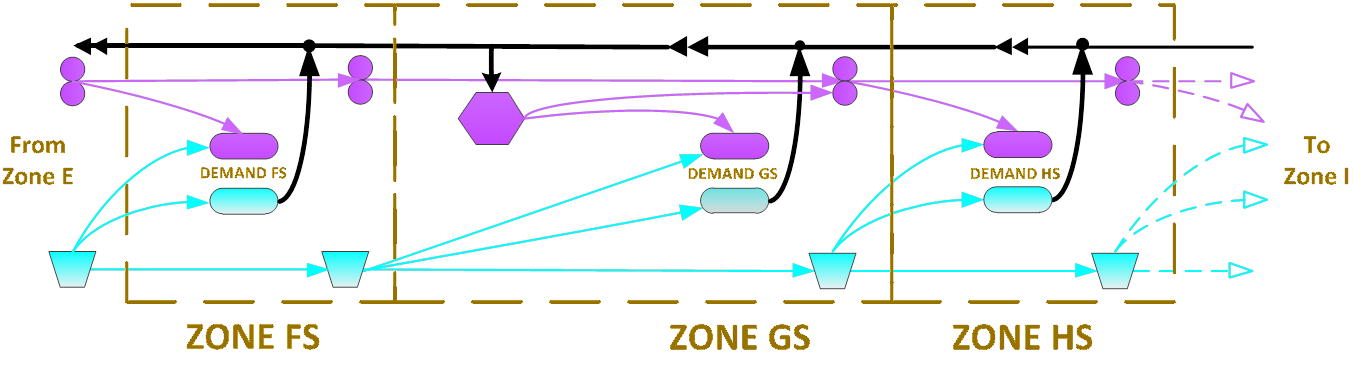 From
Zone E
DEMAND FS
DEMAND GS
DEMAND HS
To
Zone I
ZONE FS
ZONE GS
ZONE HS